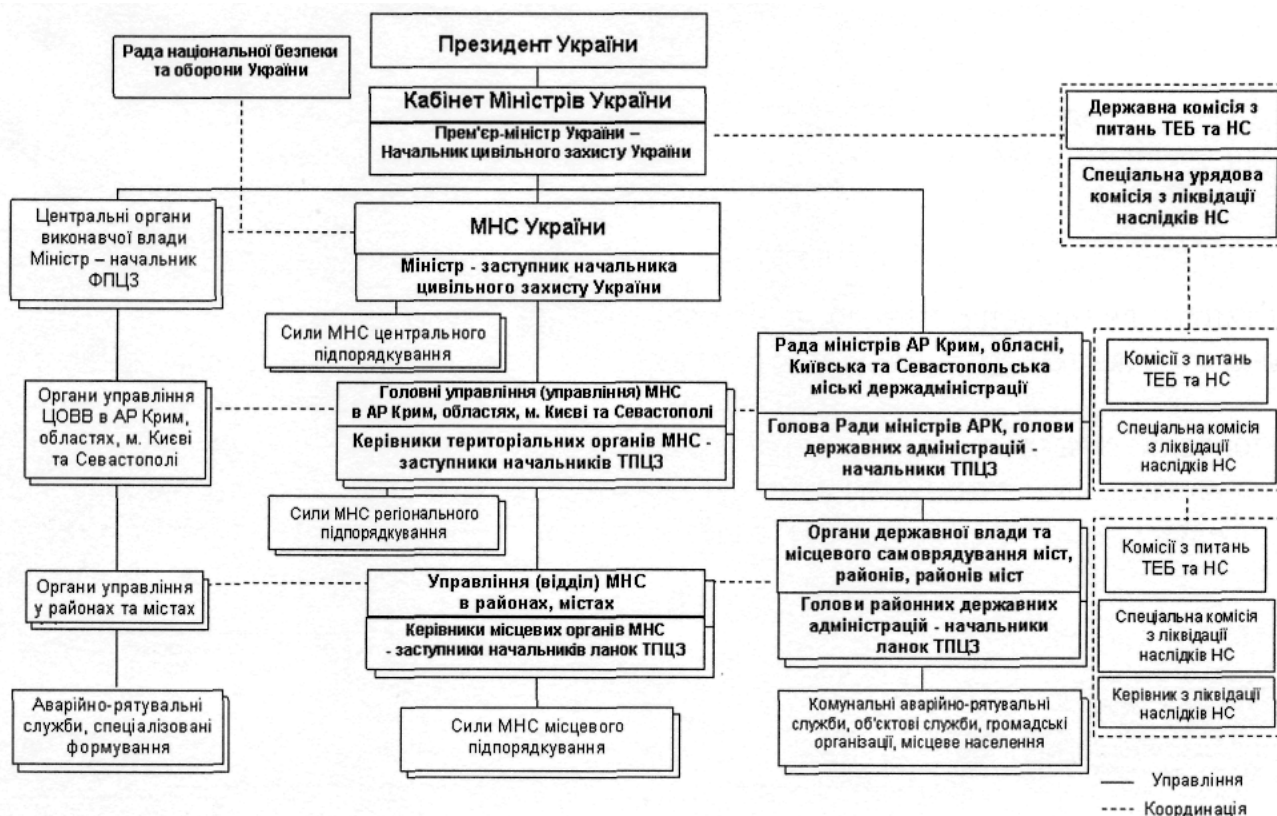 Президент України
Рада національної безпеки
та оборони України
Кабінет Міністрів України
Прем'єр-міністр України –
Начальник цивільного захисту України
Державна комісія з
питань ТЕБ та НС
Спеціальна урядова
комісія з ліквідації
наслідків НС
Центральні органи
виконавчої влади
Міністр – начальник
ФПЦЗ
МНС України
Міністр - заступник начальника
цивільного захисту України
Сили МНС центрального
підпорядкування
Рада міністрів АР Крим, обласні,
Київська та Севастопольська
міські держадміністрації
Голова Ради міністрів АРК, голови
державних адміністрацій -
начальники ТПЦЗ
Комісії з питань
ТЕБ та НС
Спеціальна комісія
з ліквідації
наслідків НС
Органи управління
ЦОВВ в АР Крим,
областях, м. Києві
та Севастополі
Головні управління (управління) МНС
в АР Крим, областях, м. Києві та Севастополі
Керівники територіальних органів МНС -
заступники начальників ТПЦЗ
Сили МНС регіонального
підпорядкування
Органи державної влади та
місцевого самоврядування міст,
районів, районів міст
Голови районних державних
адміністрацій - начальники
ланок ТПЦЗ
Комісії з питань
ТЕБ та НС
Спеціальна комісія
з ліквідації
наслідків НС
Керівник з ліквідації
наслідків НС
Органи управління
у районах та містах
Управління (відділ) МНС
в районах, містах
Керівники місцевих органів МНС
- заступники начальників ланок ТПЦЗ
Аварійно-рятувальні
служби, спеціалізовані
формування
Сили МНС місцевого
підпорядкування
Комунальні аварійно-рятувальні
служби, об'єктові служби, громадські
організації, місцеве населення
Управління
Координація